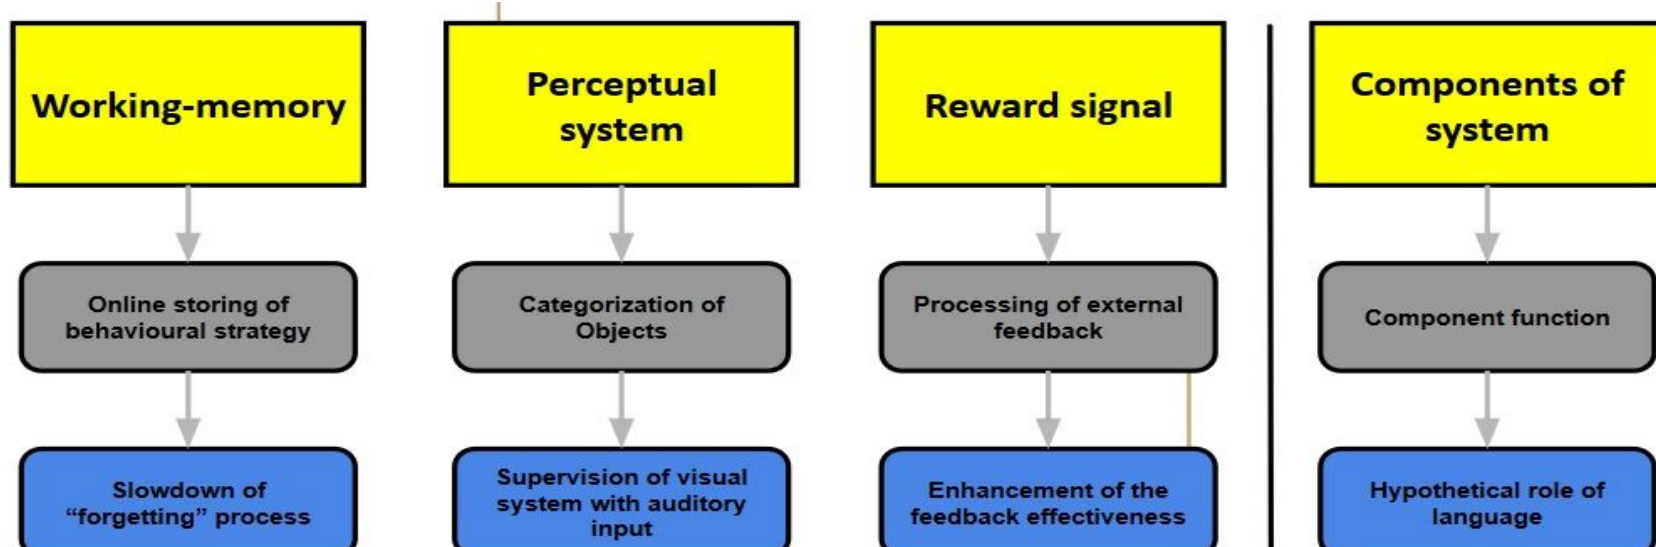 Working-memory
Perceptual
system
Reward signal
Components of
system
Online storing of
behavioural strategy
Categorization of
Objects
Processing of external
feedback
Component function
Slowdown of
“forgetting” process
Supervision of visual
system with auditory
input
Enhancement of the
feedback effectiveness
Hypothetical role of
language